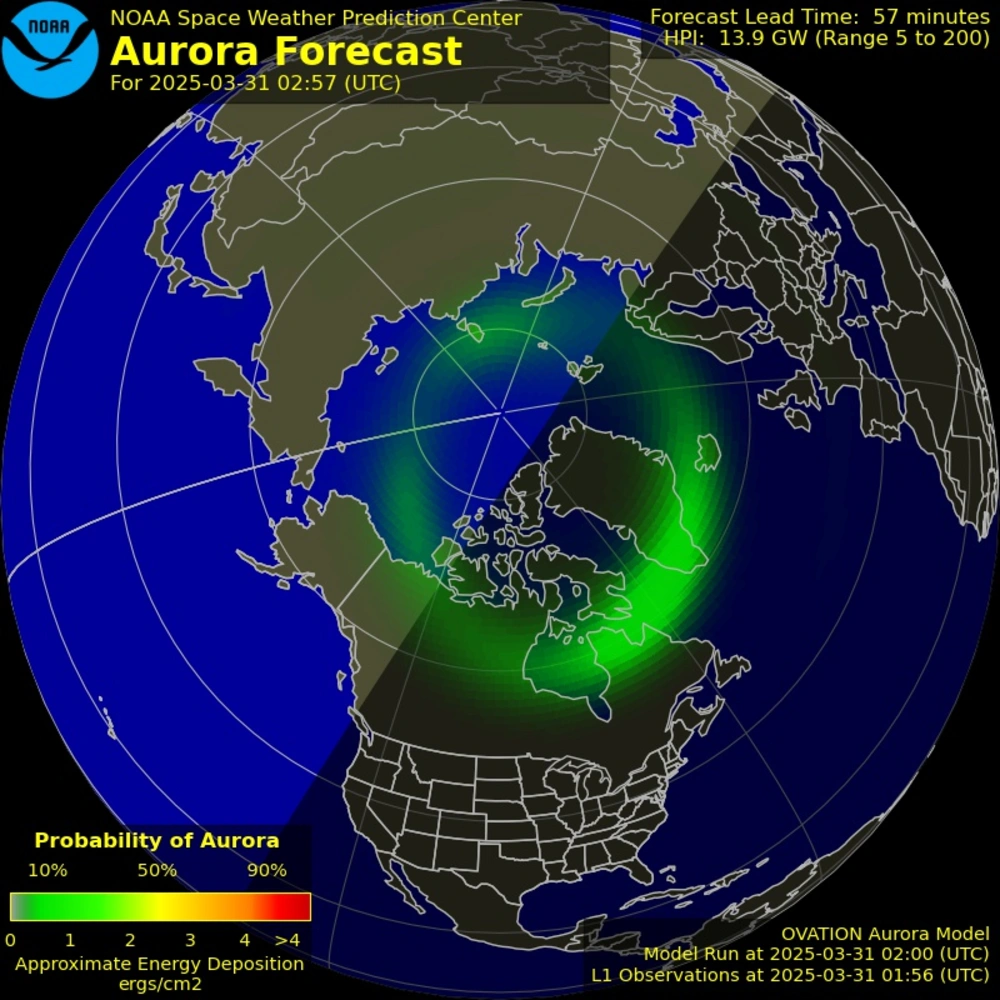 NOAA
NOAA Space Weather Prediction Center
Aurora Forecast
For 2025-03-31 02:57 (UTC)
Forecast Lead Time: 57 minutes
HPI: 13.9 GW (Range 5 to 200)
Probability of Aurora
10% 50% 90%
0 1 2 3 4 >4
Approximate Energy Deposition
ergs/cm2
OVATION Aurora Model
Model Run at 2025-03-31 02:00 (UTC)
L1 Observations at 2025-03-31 01:56 (UTC)